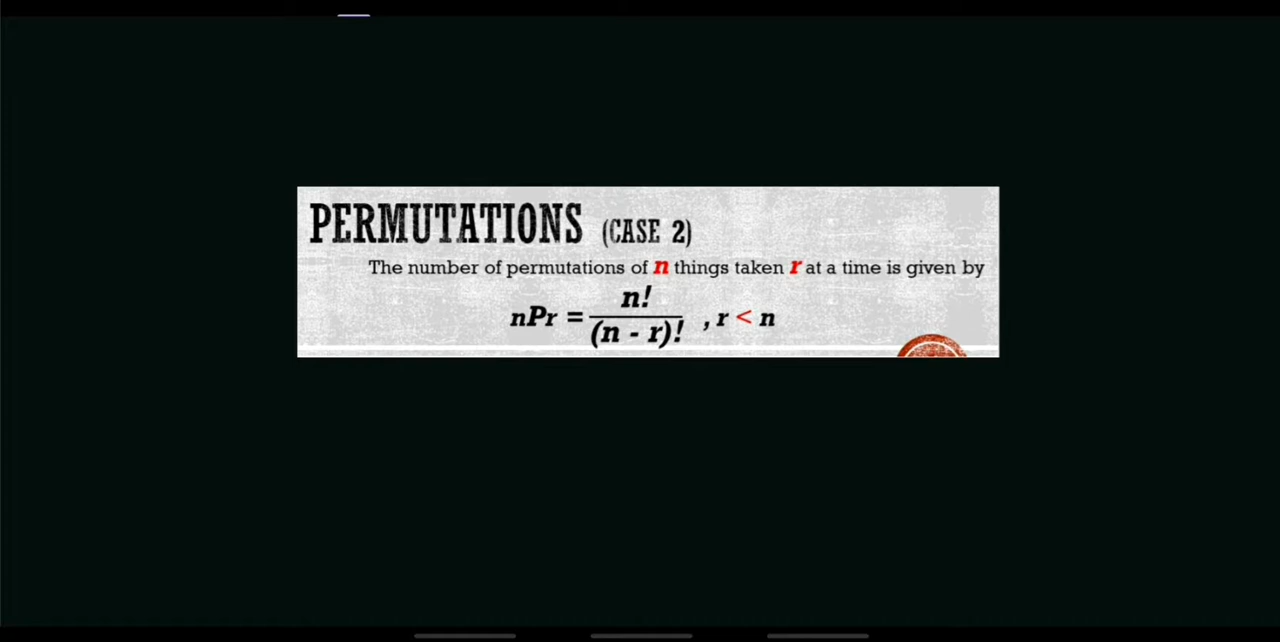 PERMUTATIONS (CASE 2)
The number of permutations of n things taken r at a time is given by
nPr = n! / (n - r)! , r < n